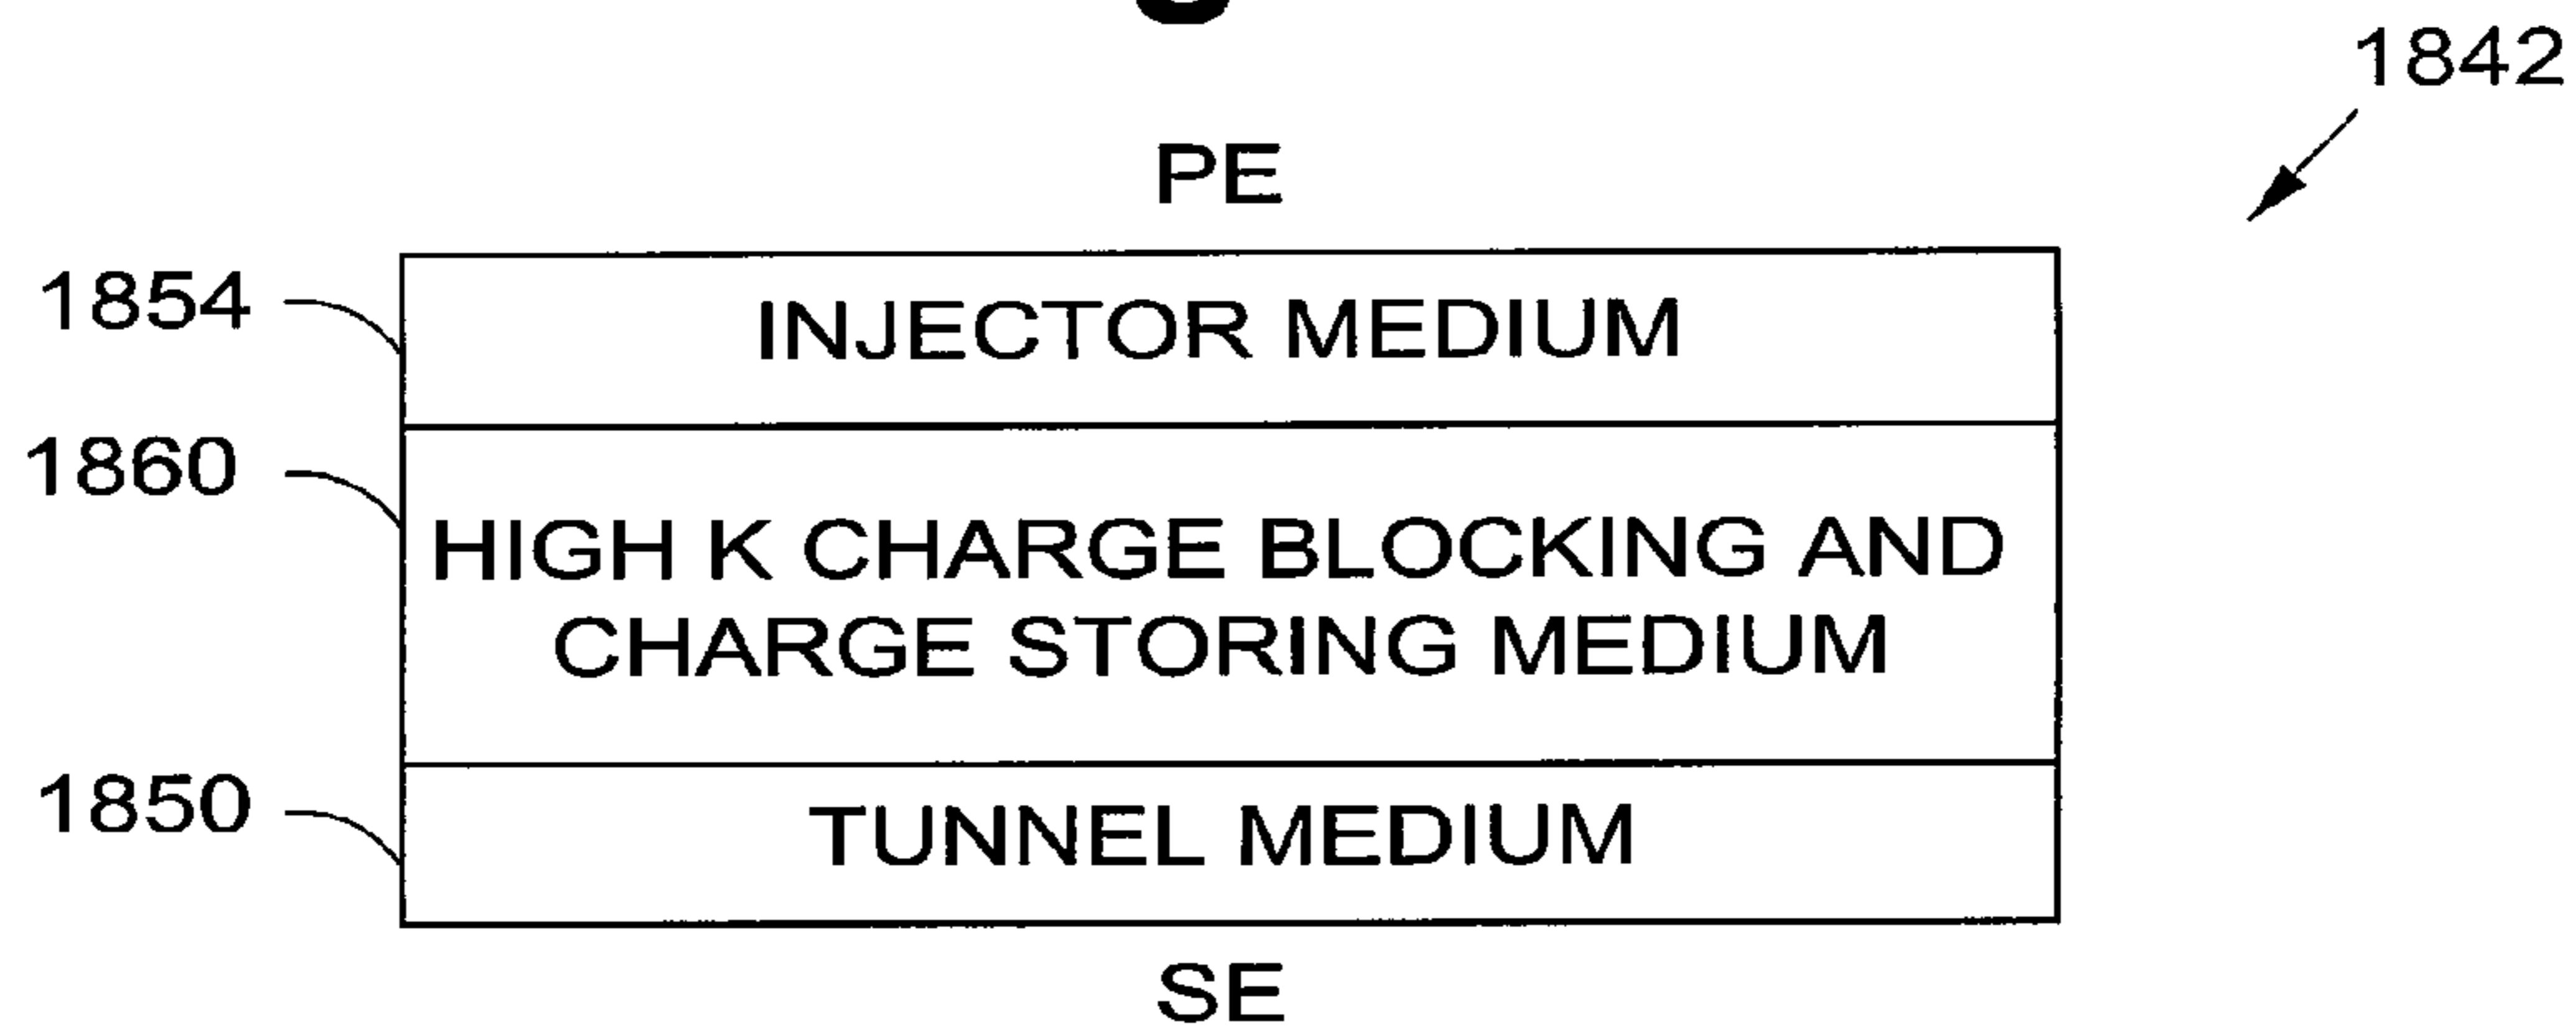 1842
PE
1854
INJECTOR MEDIUM
1860
HIGH K CHARGE BLOCKING AND
CHARGE STORING MEDIUM
1850
TUNNEL MEDIUM
SE